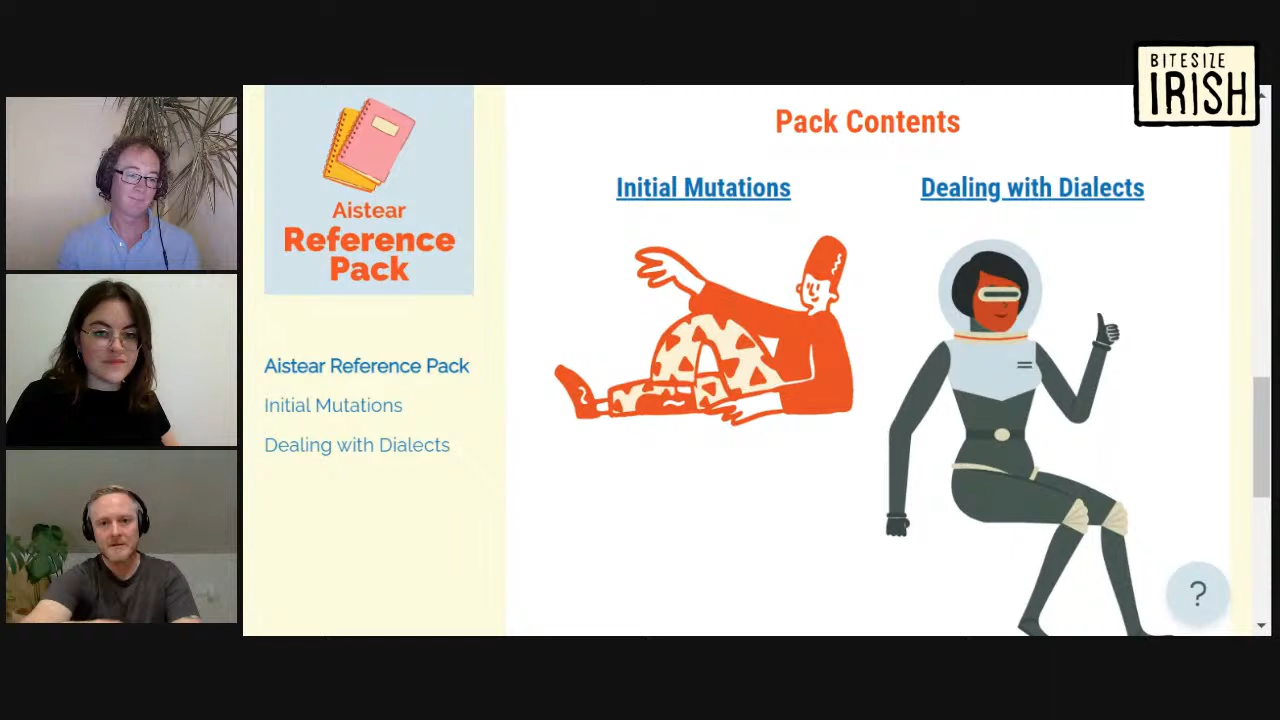 BITESIZE
IRISH
Aistear
Reference
Pack
Aistear Reference Pack
Initial Mutations
Dealing with Dialects
Pack Contents
Initial Mutations
Dealing with Dialects
?